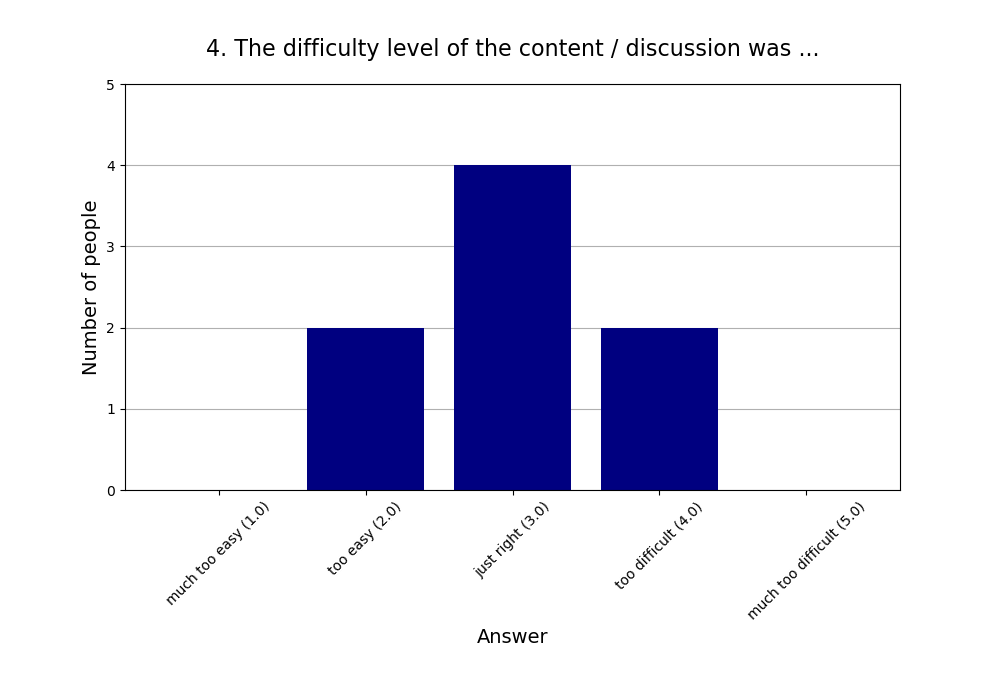 4. The difficulty level of the content / discussion was ...
5
4
3
2
1
0
Number of people
much too easy (1.0)
too easy (2.0)
just right (3.0)
too difficult (4.0)
much too difficult (5.0)
Answer